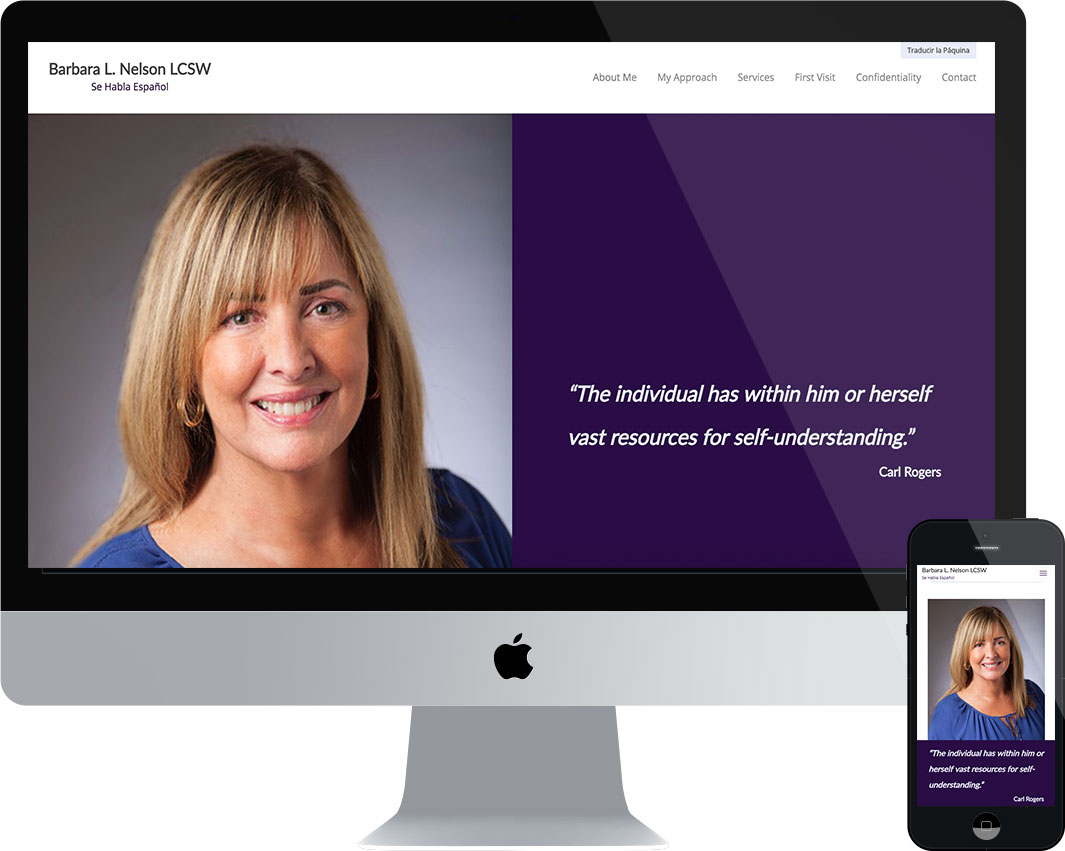 Traducir la Páquina
Barbara L. Nelson LCSW
Se Habla Español
About Me My Approach Services First Visit Confidentiality Contact
“The individual has within him or herself
vast resources for self-understanding.”
Carl Rogers
Barbara L. Nelson LCSW
Se Habla Español
“The individual has within him or
herself vast resources for self-
understanding.”
Carl Rogers